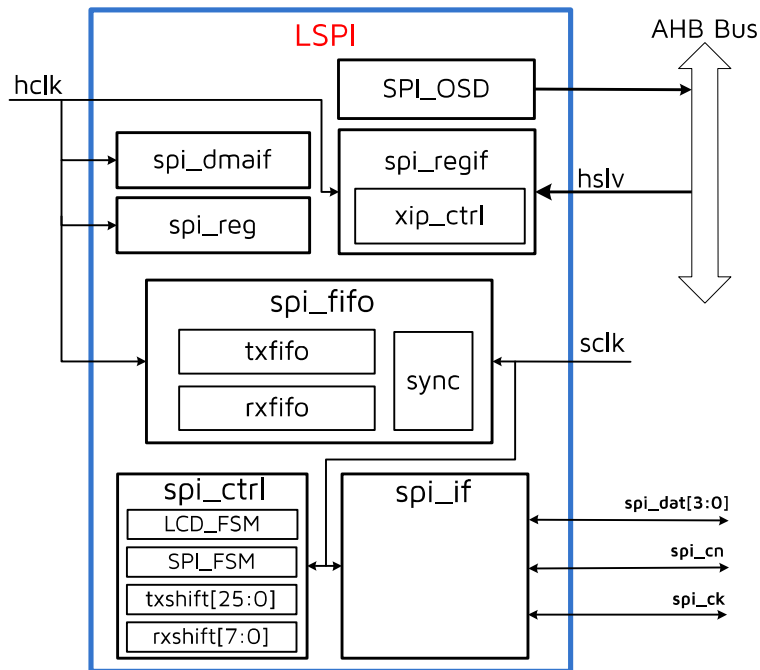 LSPI
AHB Bus
hclk
SPI_OSD
spi_dmaif
spi_regif
hslv
xip_ctrl
spi_reg
spi_fifo
txfifo
sync
sclk
rxfifo
spi_ctrl
spi_if
LCD_FSM
spi_dat[3:0]
SPI_FSM
spi_cn
txshift[25:0]
spi_ck
rxshift[7:0]